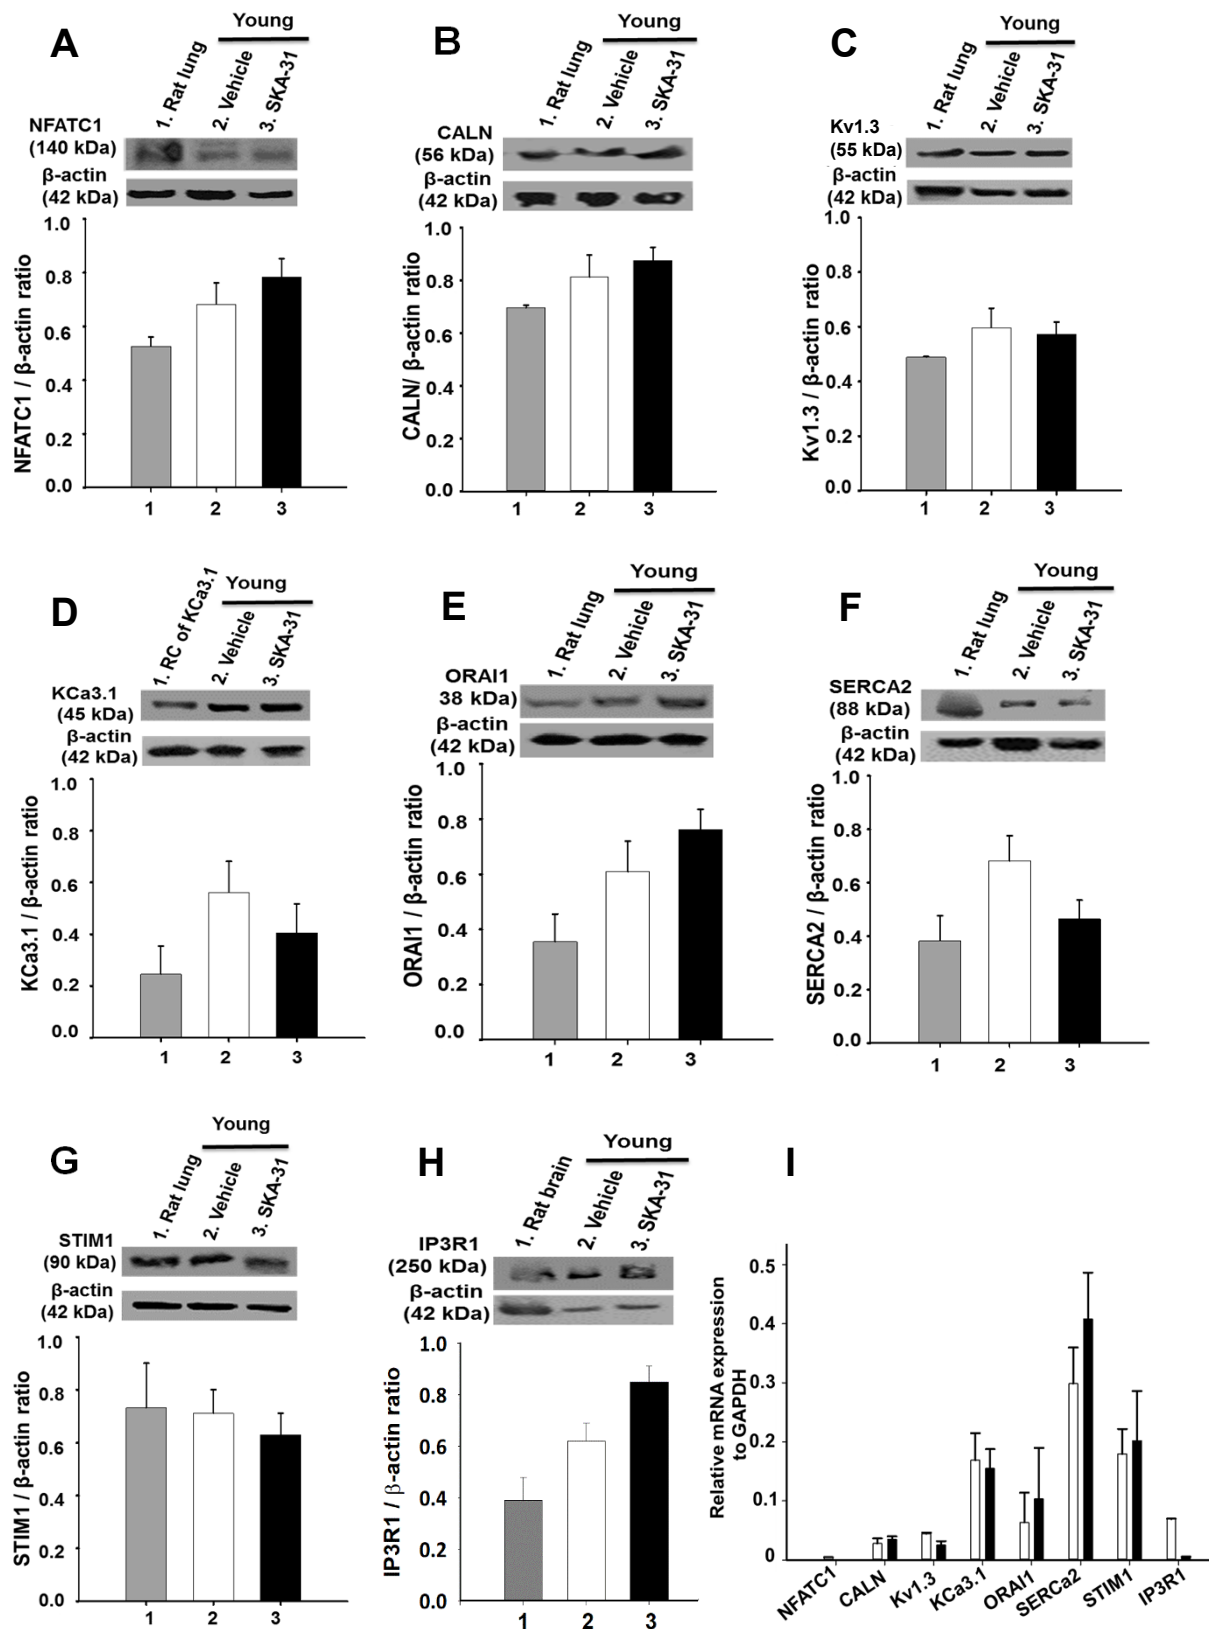 A
Young
1. Rat lung
2. Vehicle
3. SKA-31
NFATC1
(140 kDa)
β-actin
(42 kDa)
NFATC1 / β-actin ratio
1.0
0.8
0.6
0.4
0.2
0.0
1 2 3
B
Young
1. Rat lung
2. Vehicle
3. SKA-31
CALN
(56 kDa)
β-actin
(42 kDa)
CALN/ β-actin ratio
1.0
0.8
0.6
0.4
0.2
0.0
1 2 3
C
Young
1. Rat lung
2. Vehicle
3. SKA-31
Kv1.3
(55 kDa)
β-actin
(42 kDa)
Kv1.3 / β-actin ratio
1.0
0.8
0.6
0.4
0.2
0.0
1 2 3
D
Young
1. RC of KCa3.1
2. Vehicle
3. SKA-31
KCa3.1
(45 kDa)
β-actin
(42 kDa)
KCa3.1 / β-actin ratio
1.0
0.8
0.6
0.4
0.2
0.0
1 2 3
E
Young
1. Rat lung
2. Vehicle
3. SKA-31
ORAI1
38 kDa)
β-actin
(42 kDa)
ORAI1 / β-actin ratio
1.0
0.8
0.6
0.4
0.2
0.0
1 2 3
F
Young
1. Rat lung
2. Vehicle
3. SKA-31
SERCA2
(88 kDa)
β-actin
(42 kDa)
SERCA2 / β-actin ratio
1.0
0.8
0.6
0.4
0.2
0.0
1 2 3
G
Young
1. Rat lung
2. Vehicle
3. SKA-31
STIM1
(90 kDa)
β-actin
(42 kDa)
STIM1 / β-actin ratio
1.0
0.8
0.6
0.4
0.2
0.0
1 2 3
H
Young
1. Rat brain
2. Vehicle
3. SKA-31
IP3R1
(250 kDa)
β-actin
(42 kDa)
IP3R1 / β-actin ratio
1.0
0.8
0.6
0.4
0.2
0.0
1 2 3
I
Relative mRNA expression
to GAPDH
0.5
0.4
0.3
0.2
0.1
0
NFATC1
CALN
Kv1.3
KCa3.1
ORAI1
SERCa2
STIM1
IP3R1